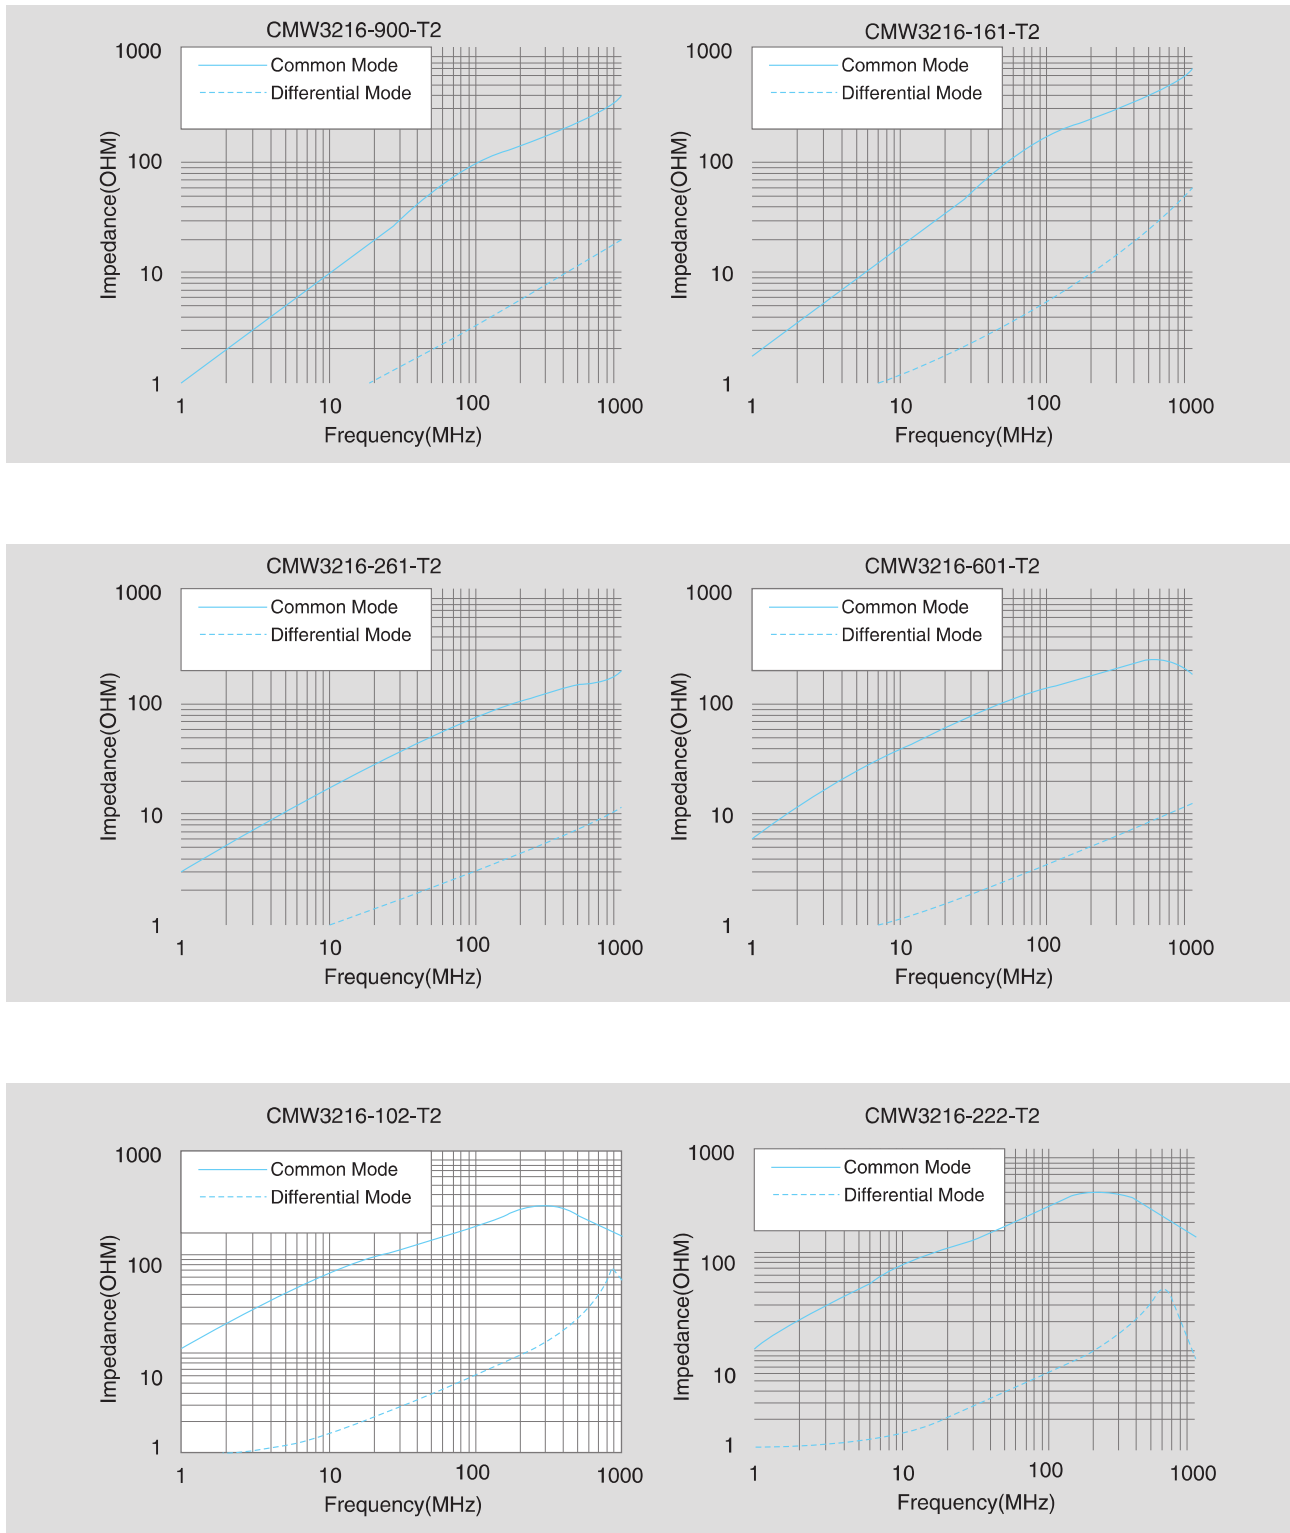 CMW3216-900-T2
1000
100
10
1
Impedance(OHM)
Common Mode
Differential Mode
1 10 100 1000
Frequency(MHz)
CMW3216-161-T2
1000
100
10
1
Impedance(OHM)
Common Mode
Differential Mode
1 10 100 1000
Frequency(MHz)
CMW3216-261-T2
1000
100
10
1
Impedance(OHM)
Common Mode
Differential Mode
1 10 100 1000
Frequency(MHz)
CMW3216-601-T2
1000
100
10
1
Impedance(OHM)
Common Mode
Differential Mode
1 10 100 1000
Frequency(MHz)
CMW3216-102-T2
1000
100
10
1
Impedance(OHM)
Common Mode
Differential Mode
1 10 100 1000
Frequency(MHz)
CMW3216-222-T2
1000
100
10
1
Impedance(OHM)
Common Mode
Differential Mode
1 10 100 1000
Frequency(MHz)